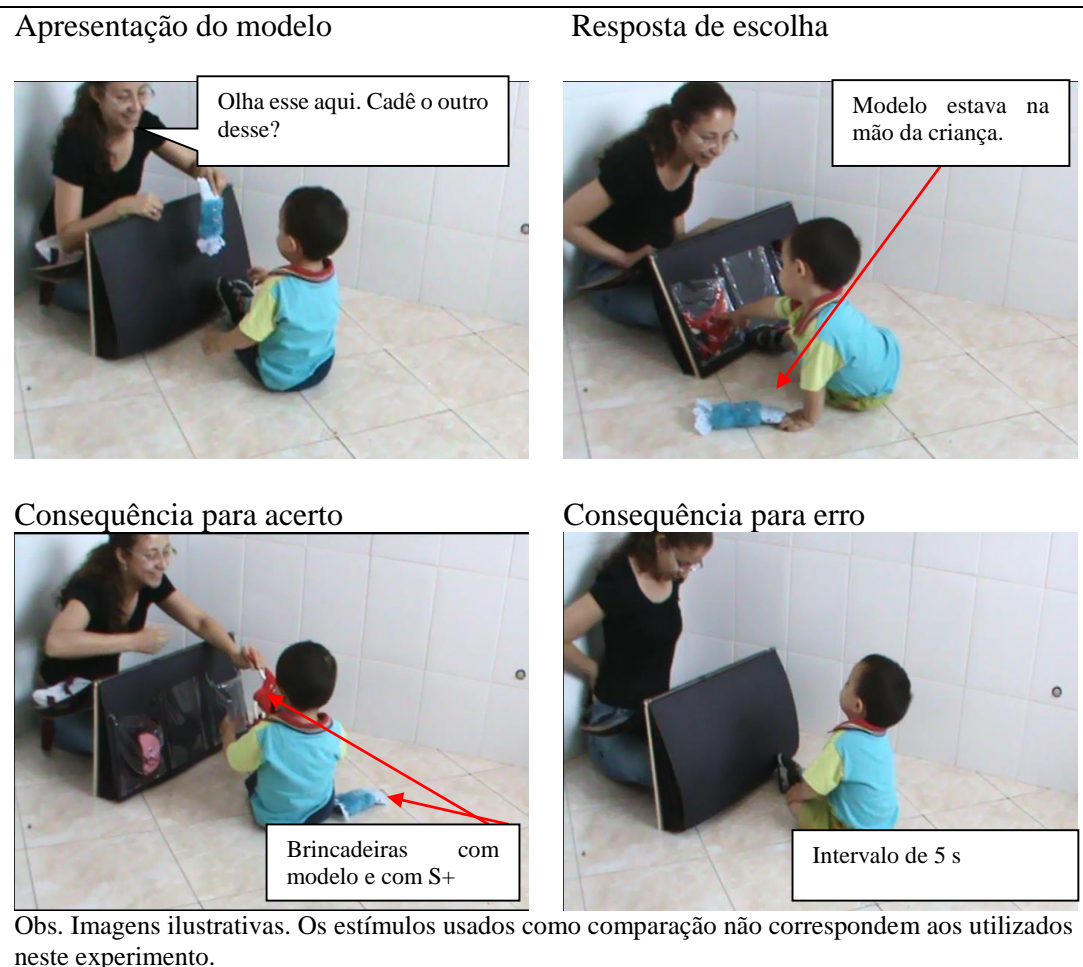 Apresentação do modelo
Resposta de escolha
Olha esse aqui. Cadê o outro
desse?
Modelo estava na
mão da criança.
Consequência para acerto
Consequência para erro
Brincadeiras com
modelo e com S+
Intervalo de 5 s
Obs. Imagens ilustrativas. Os estímulos usados como comparação não correspondem aos utilizados
neste experimento.